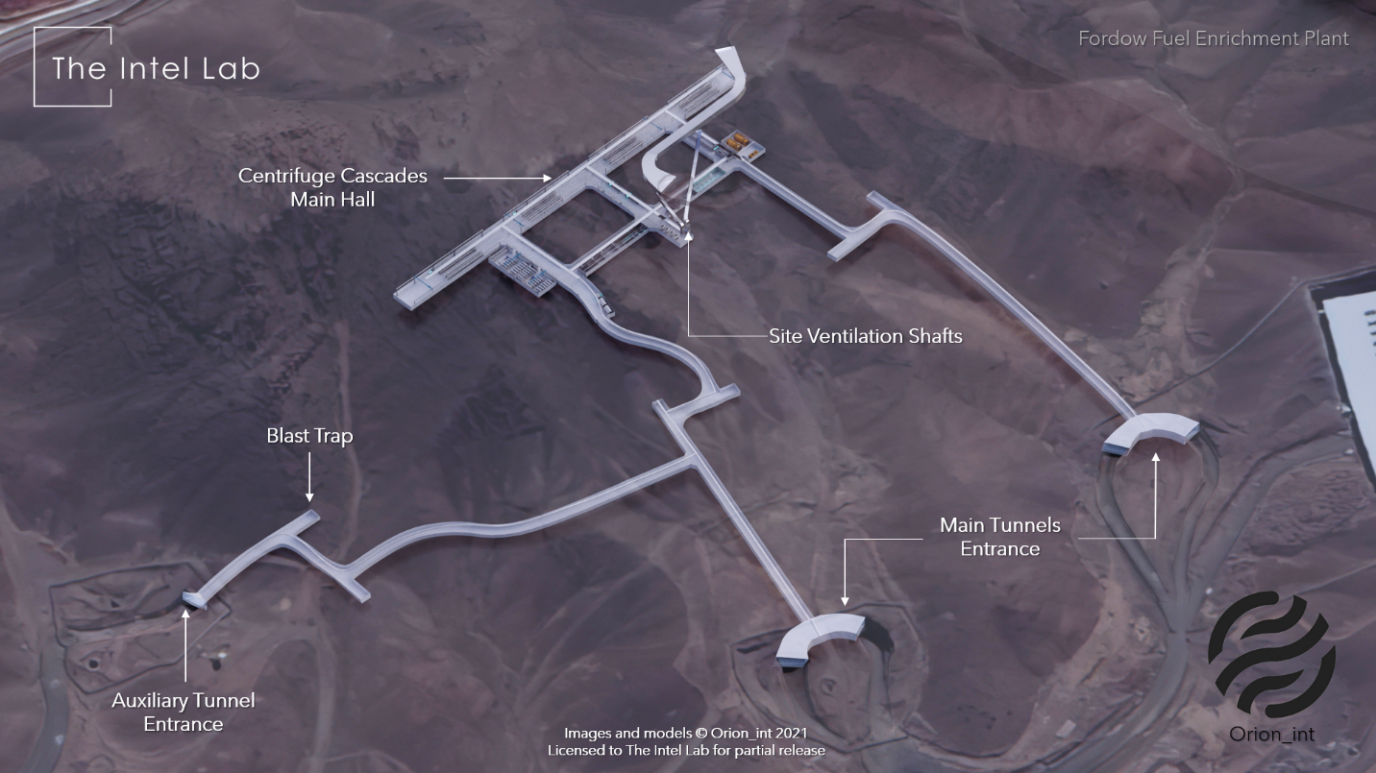 The Intel Lab
Fordow Fuel Enrichment Plant
Centrifuge Cascades
Main Hall
Site Ventilation Shafts
Blast Trap
Main Tunnels
Entrance
Auxiliary Tunnel
Entrance
Images and models © Orion_int 2021
Licensed to The Intel Lab for partial release
Orion_int